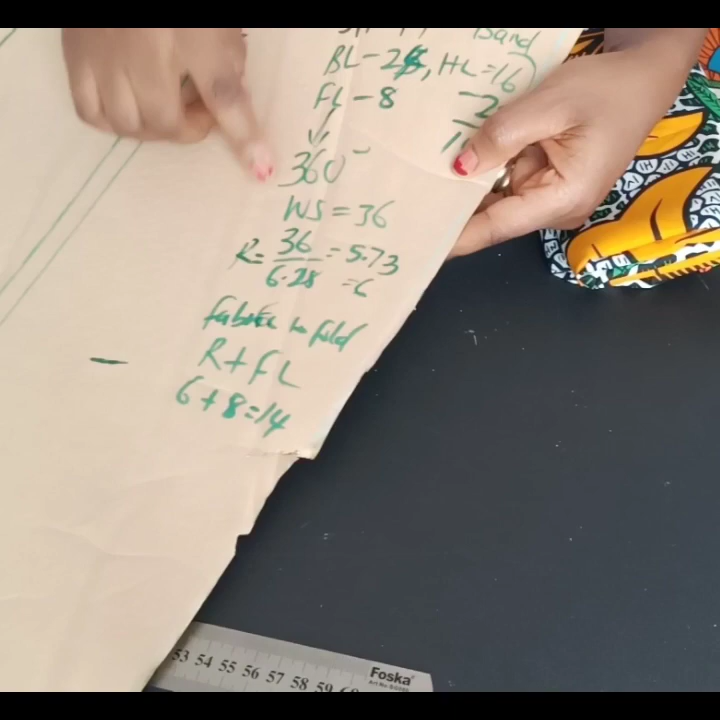 Band
BL-28, HL=16
FL-8
-2
360
WS = 36
R= 36 = 5.73
6.28 =6
fabric to fold
R+FL
6+8=14
53 54 55 56 57 58 59
Foska